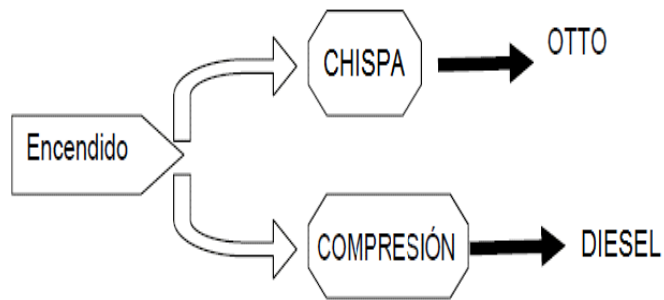 CHISPA
OTTO
Encendido
COMPRESIÓN
DIESEL